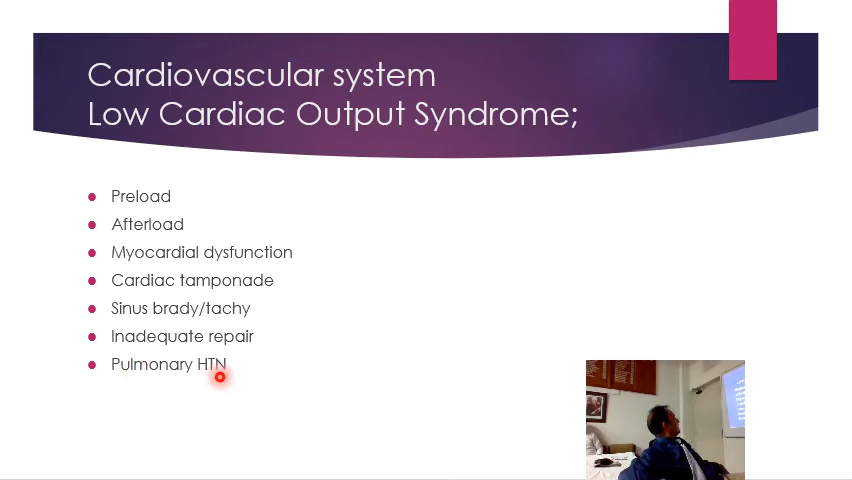 Cardiovascular system
Low Cardiac Output Syndrome;
Preload
Afterload
Myocardial dysfunction
Cardiac tamponade
Sinus brady/tachy
Inadequate repair
Pulmonary HTN